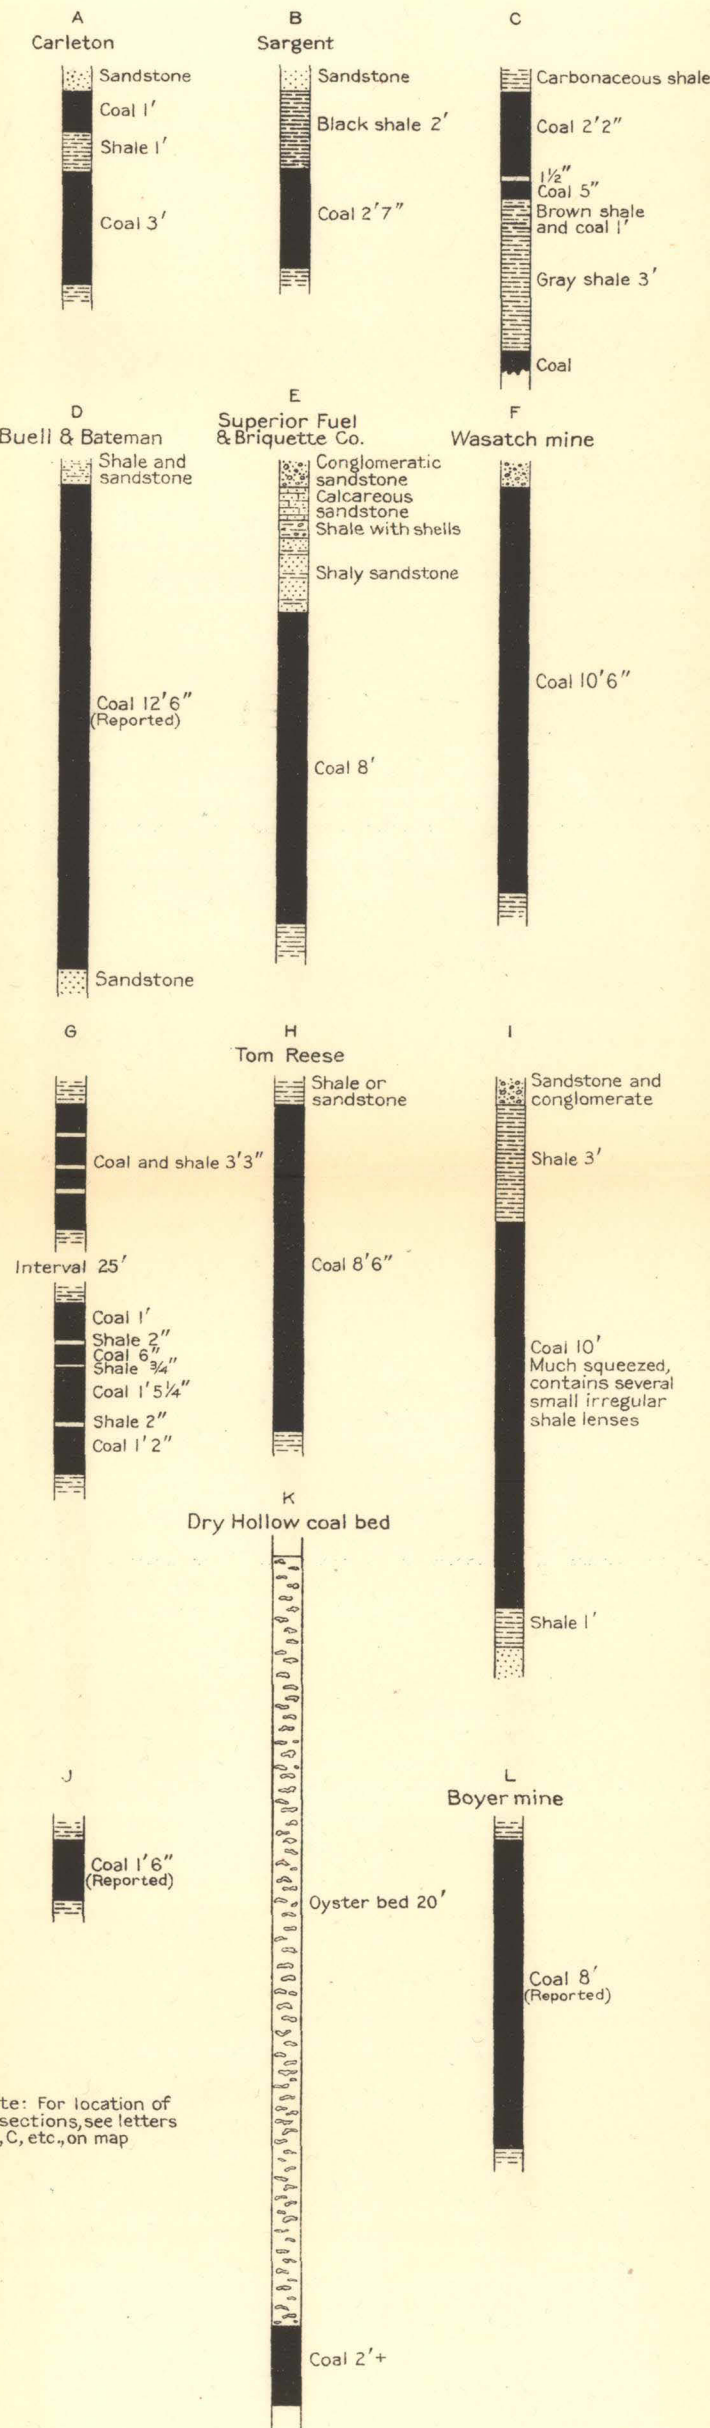 A
Carleton
Sandstone
Coal 1'
Shale 1'
Coal 3'
B
Sargent
Sandstone
Black shale 2'
Coal 2'7"
C
Carbonaceous shale
Coal 2'2"
1½"
Coal 5"
Brown shale
and coal 1'
Gray shale 3'
Coal
D
Buell & Bateman
Shale and
sandstone
Coal 12'6"
(Reported)
Sandstone
E
Superior Fuel
& Briquette Co.
Conglomeratic
sandstone
Calcareous
sandstone
Shale with shells
Shaly sandstone
Coal 8'
F
Wasatch mine
Coal 10'6"
G
Coal and shale 3'3"
Interval 25'
Coal 1'
Shale 2"
Coal 6"
Shale ¾"
Coal 1'5¼"
Shale 2"
Coal 1'2"
H
Tom Reese
Shale or
sandstone
Coal 8'6"
I
Sandstone and
conglomerate
Shale 3'
Coal 10'
Much squeezed,
contains several
small irregular
shale lenses
Shale 1'
J
Coal 1'6"
(Reported)
K
Dry Hollow coal bed
Oyster bed 20'
Coal 2'+
L
Boyer mine
Coal 8'
(Reported)
te: For location of
sections, see letters
, C, etc., on map